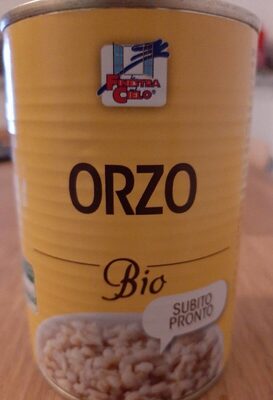 FINESTRA
CIELO
ORZO
Bio
SUBITO
PRONTO